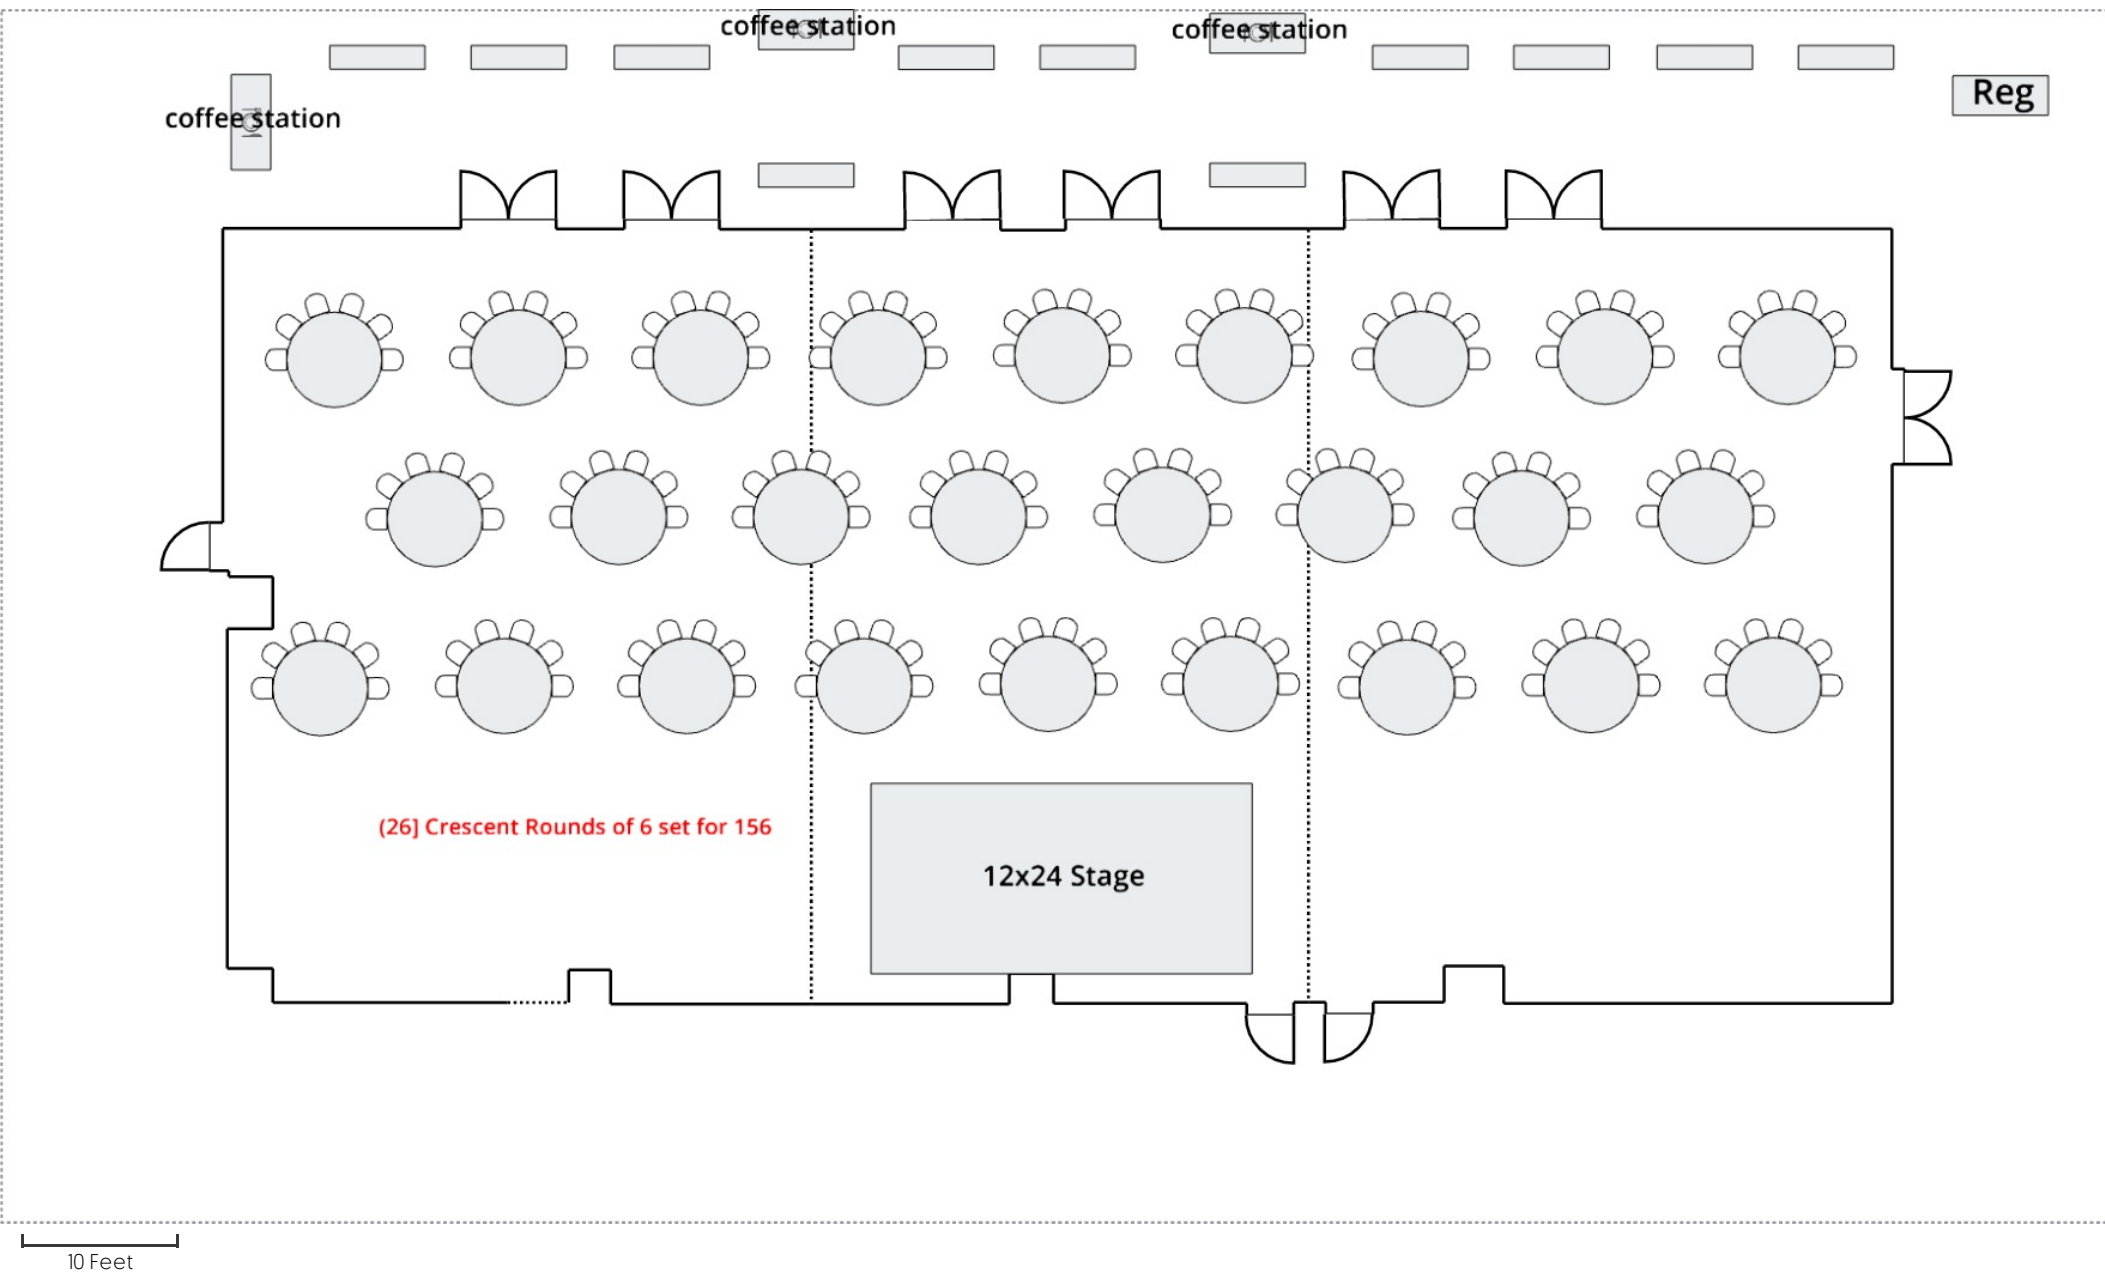 coffee station
coffee station
coffee station
Reg
(26] Crescent Rounds of 6 set for 156
12x24 Stage
10 Feet